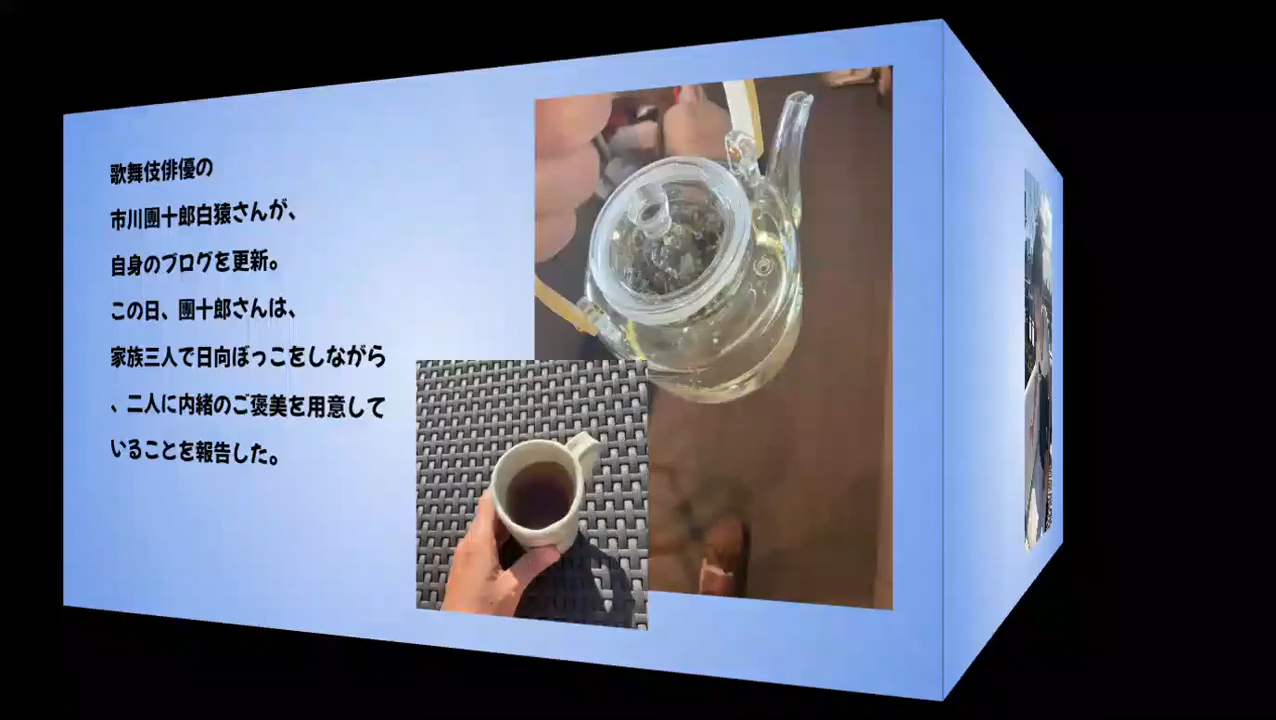 歌舞伎俳優の
市川團十郎白猿さんが、
自身のブログを更新。
この日、團十郎さんは、
家族三人で日向ぼっこをしながら
、二人に内緒のご褒美を用意して
いることを報告した。